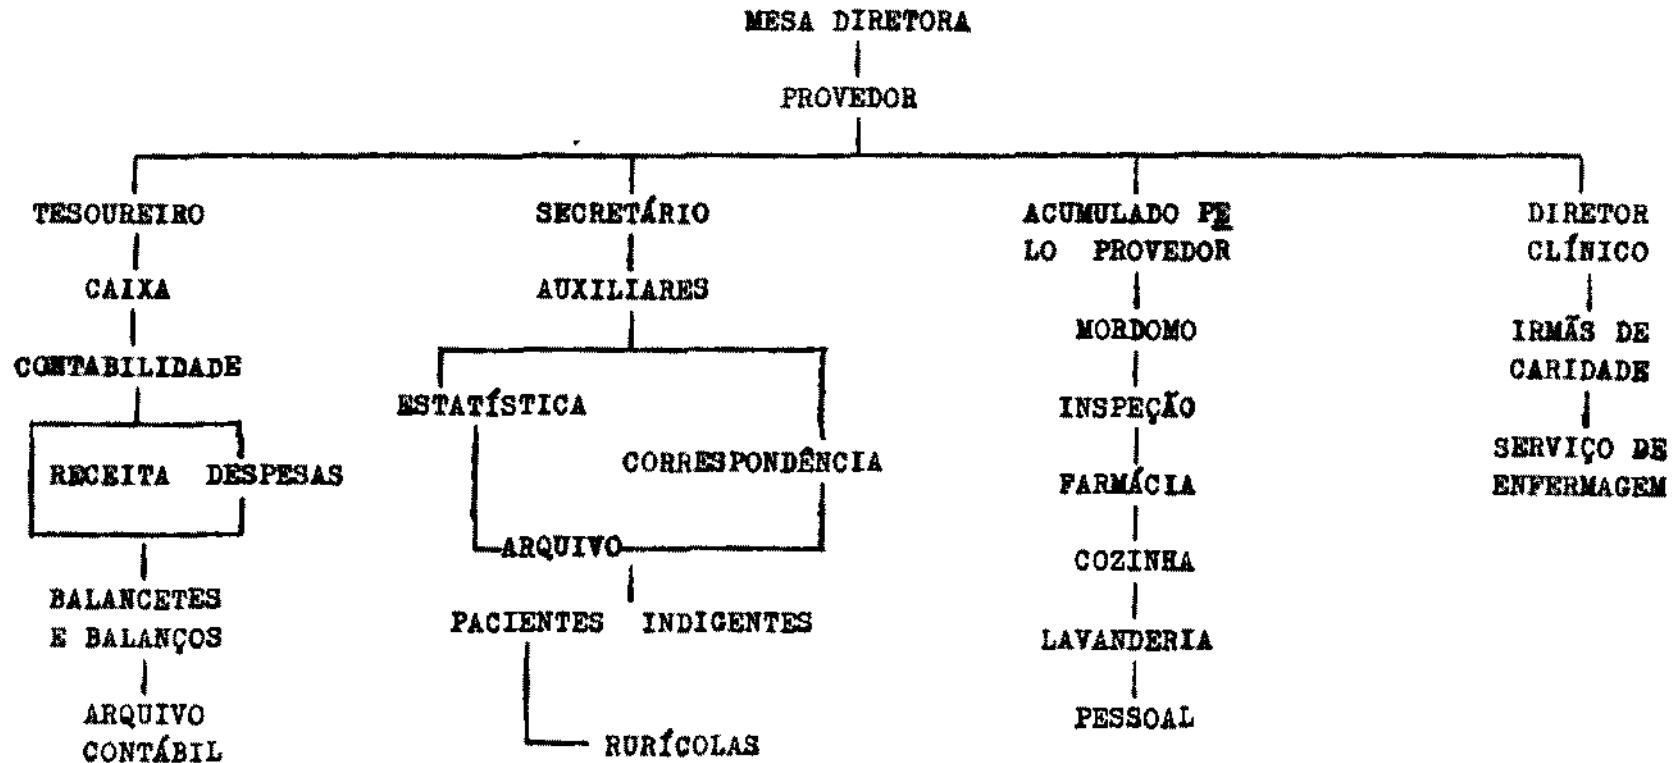 MESA DIRETORA
PROVEDOR
TESOUREIRO
CAIXA
CONTABILIDADE
RECEITA DESPESAS
BALANCETES
E BALANÇOS
ARQUIVO
CONTÁBIL
SECRETÁRIO
AUXILIARES
ESTATÍSTICA
CORRESPONDÊNCIA
ARQUIVO
PACIENTES INDIGENTES
RURÍCOLAS
ACUMULADO PE
LO PROVEDOR
MORDOMO
INSPEÇÃO
FARMÁCIA
COZINHA
LAVANDERIA
PESSOAL
DIRETOR
CLÍNICO
IRMÃS DE
CARIDADE
SERVIÇO DE
ENFERMAGEM